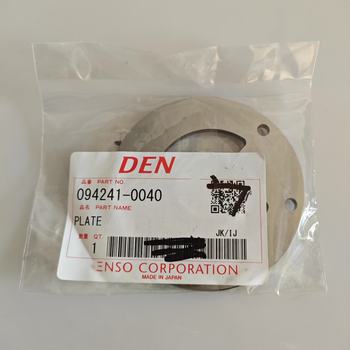 DEN
品番 PART NO.
094241-0040
品名 PART NAME
PLATE
数量 QT
1
JK/IJ
ENSO CORPORATION
MADE IN JAPAN